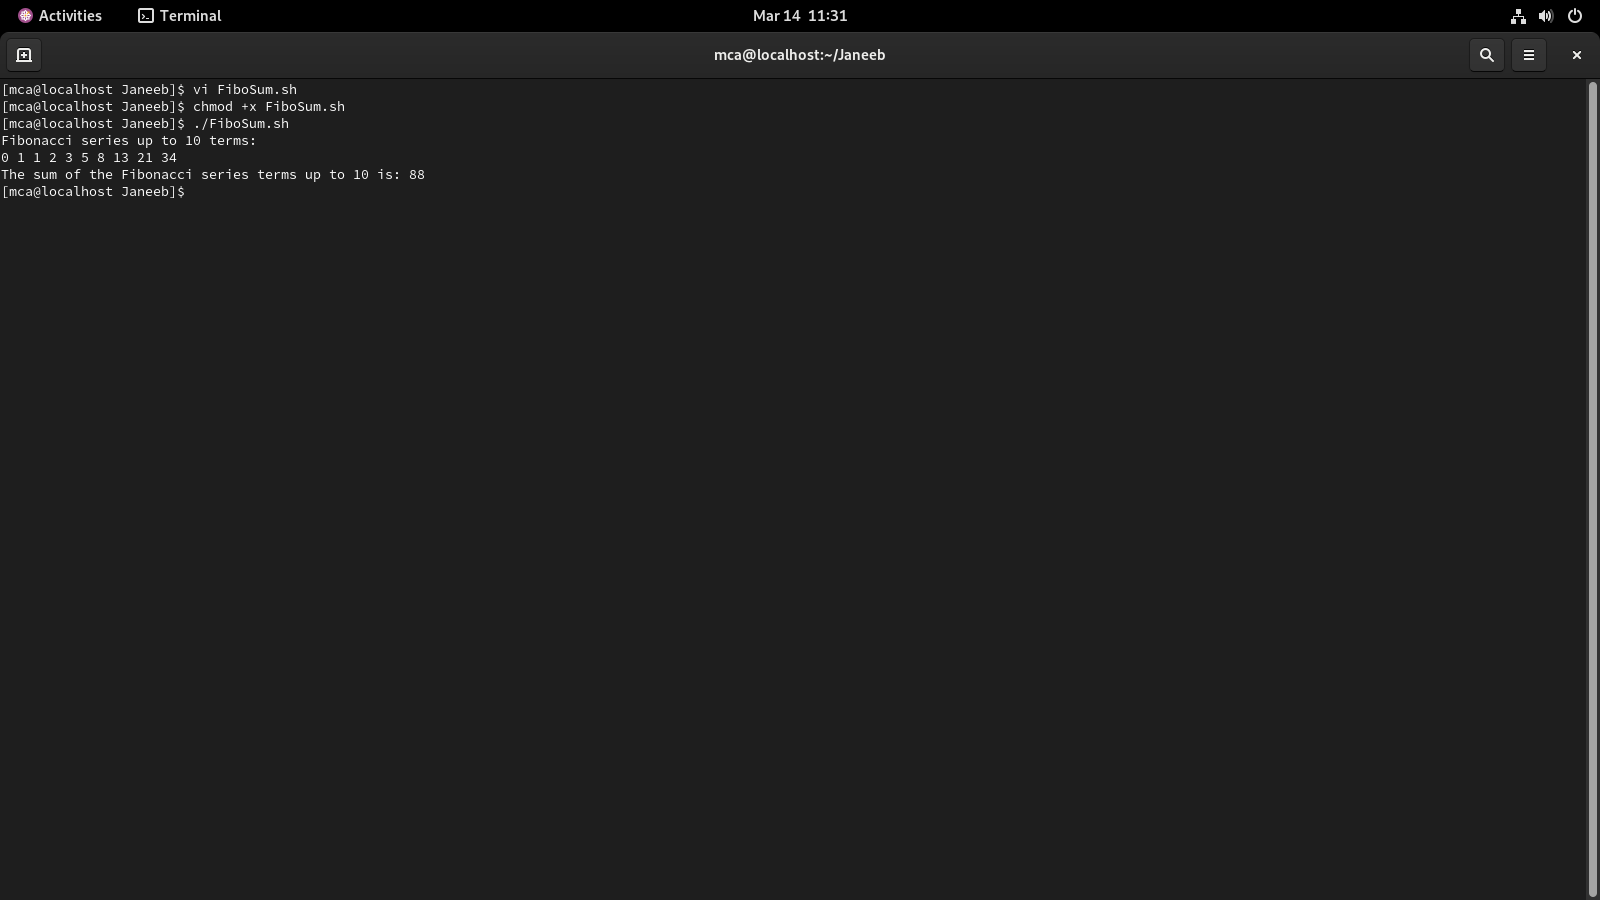 Activities Terminal Mar 14 11:31
mca@localhost:~/Janeeb
[mca@localhost Janeeb]$ vi FiboSum.sh
[mca@localhost Janeeb]$ chmod +x FiboSum.sh
[mca@localhost Janeeb]$ ./FiboSum.sh
Fibonacci series up to 10 terms:
0 1 1 2 3 5 8 13 21 34
The sum of the Fibonacci series terms up to 10 is: 88
[mca@localhost Janeeb]$